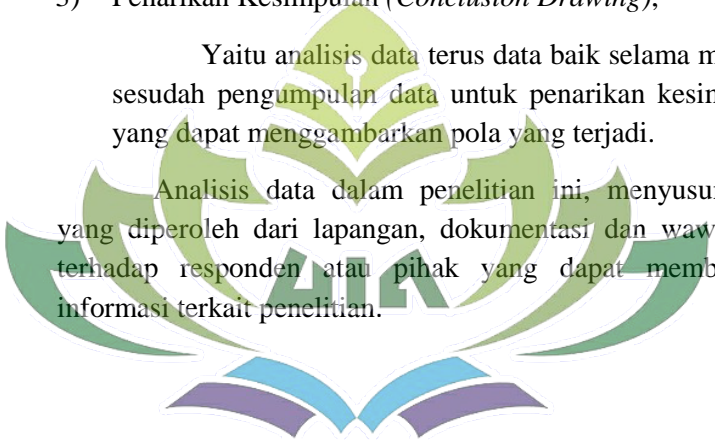 3) Penarikan Kesimpulan (Conclusion Drawing),
Yaitu analisis data terus data baik selama m
sesudah pengumpulan data untuk penarikan kesim
yang dapat menggambarkan pola yang terjadi.
Analisis data dalam penelitian ini, menyusun
yang diperoleh dari lapangan, dokumentasi dan waw
terhadap responden atau pihak yang dapat memb
informasi terkait penelitian.